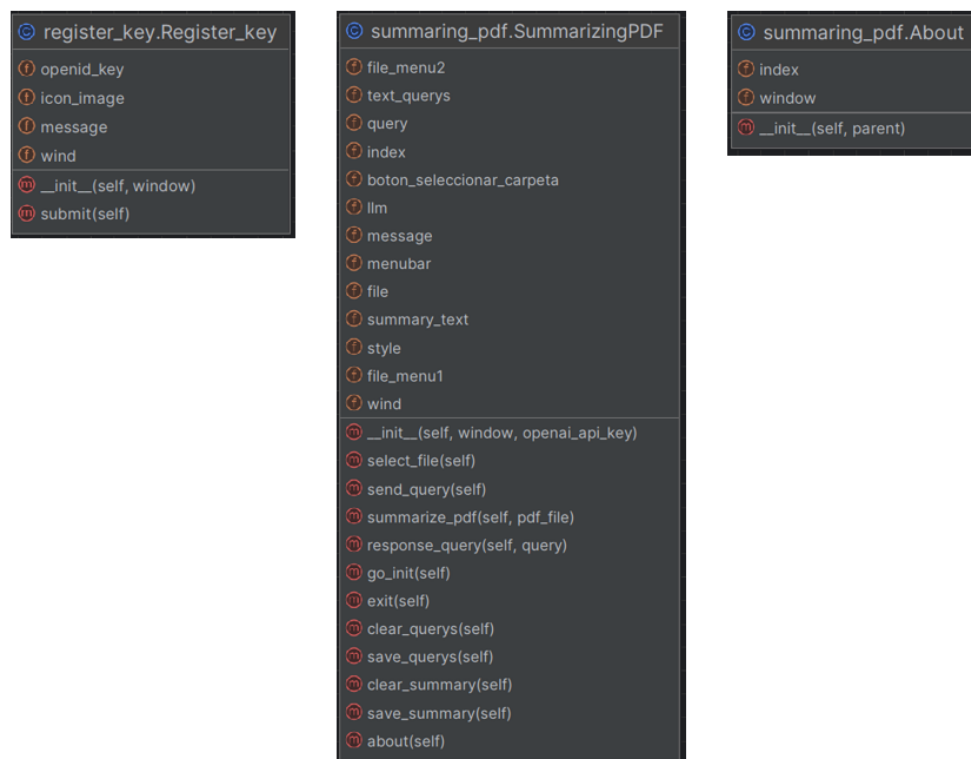 register_key.Register_key
openid_key
icon_image
message
wind
__init__(self, window)
submit(self)
summaring_pdf.SummarizingPDF
file_menu2
text_querys
query
index
boton_seleccionar_carpeta
llm
message
menubar
file
summary_text
style
file_menu1
wind
__init__(self, window, openai_api_key)
select_file(self)
send_query(self)
summarize_pdf(self, pdf_file)
response_query(self, query)
go_init(self)
exit(self)
clear_querys(self)
save_querys(self)
clear_summary(self)
save_summary(self)
about(self)
summaring_pdf.About
index
window
__init__(self, parent)